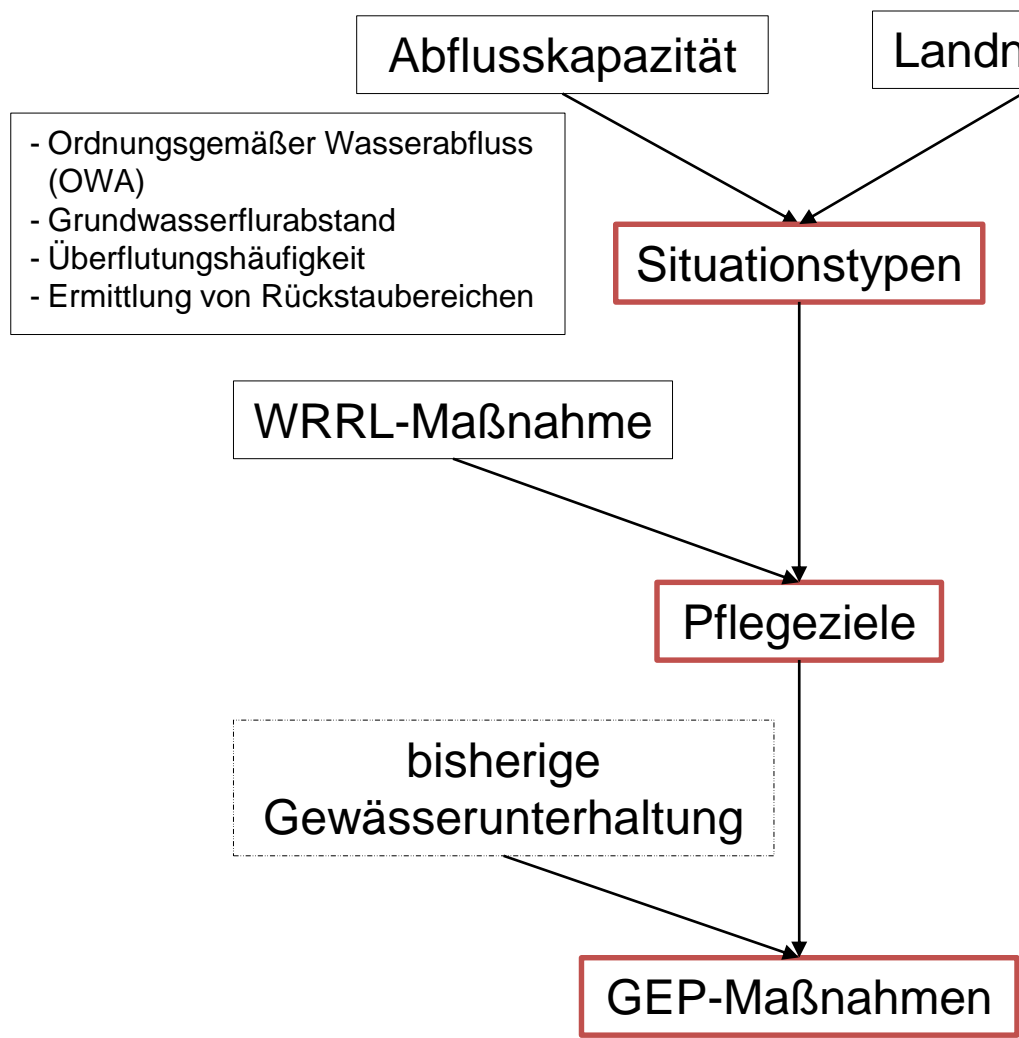 Abflusskapazität
- Ordnungsgemäßer Wasserabfluss
(OWA)
- Grundwasserflurabstand
- Überflutungshäufigkeit
- Ermittlung von Rückstaubereichen
Situationstypen
WRRL-Maßnahme
Pflegeziele
bisherige
Gewässerunterhaltung
GEP-Maßnahmen